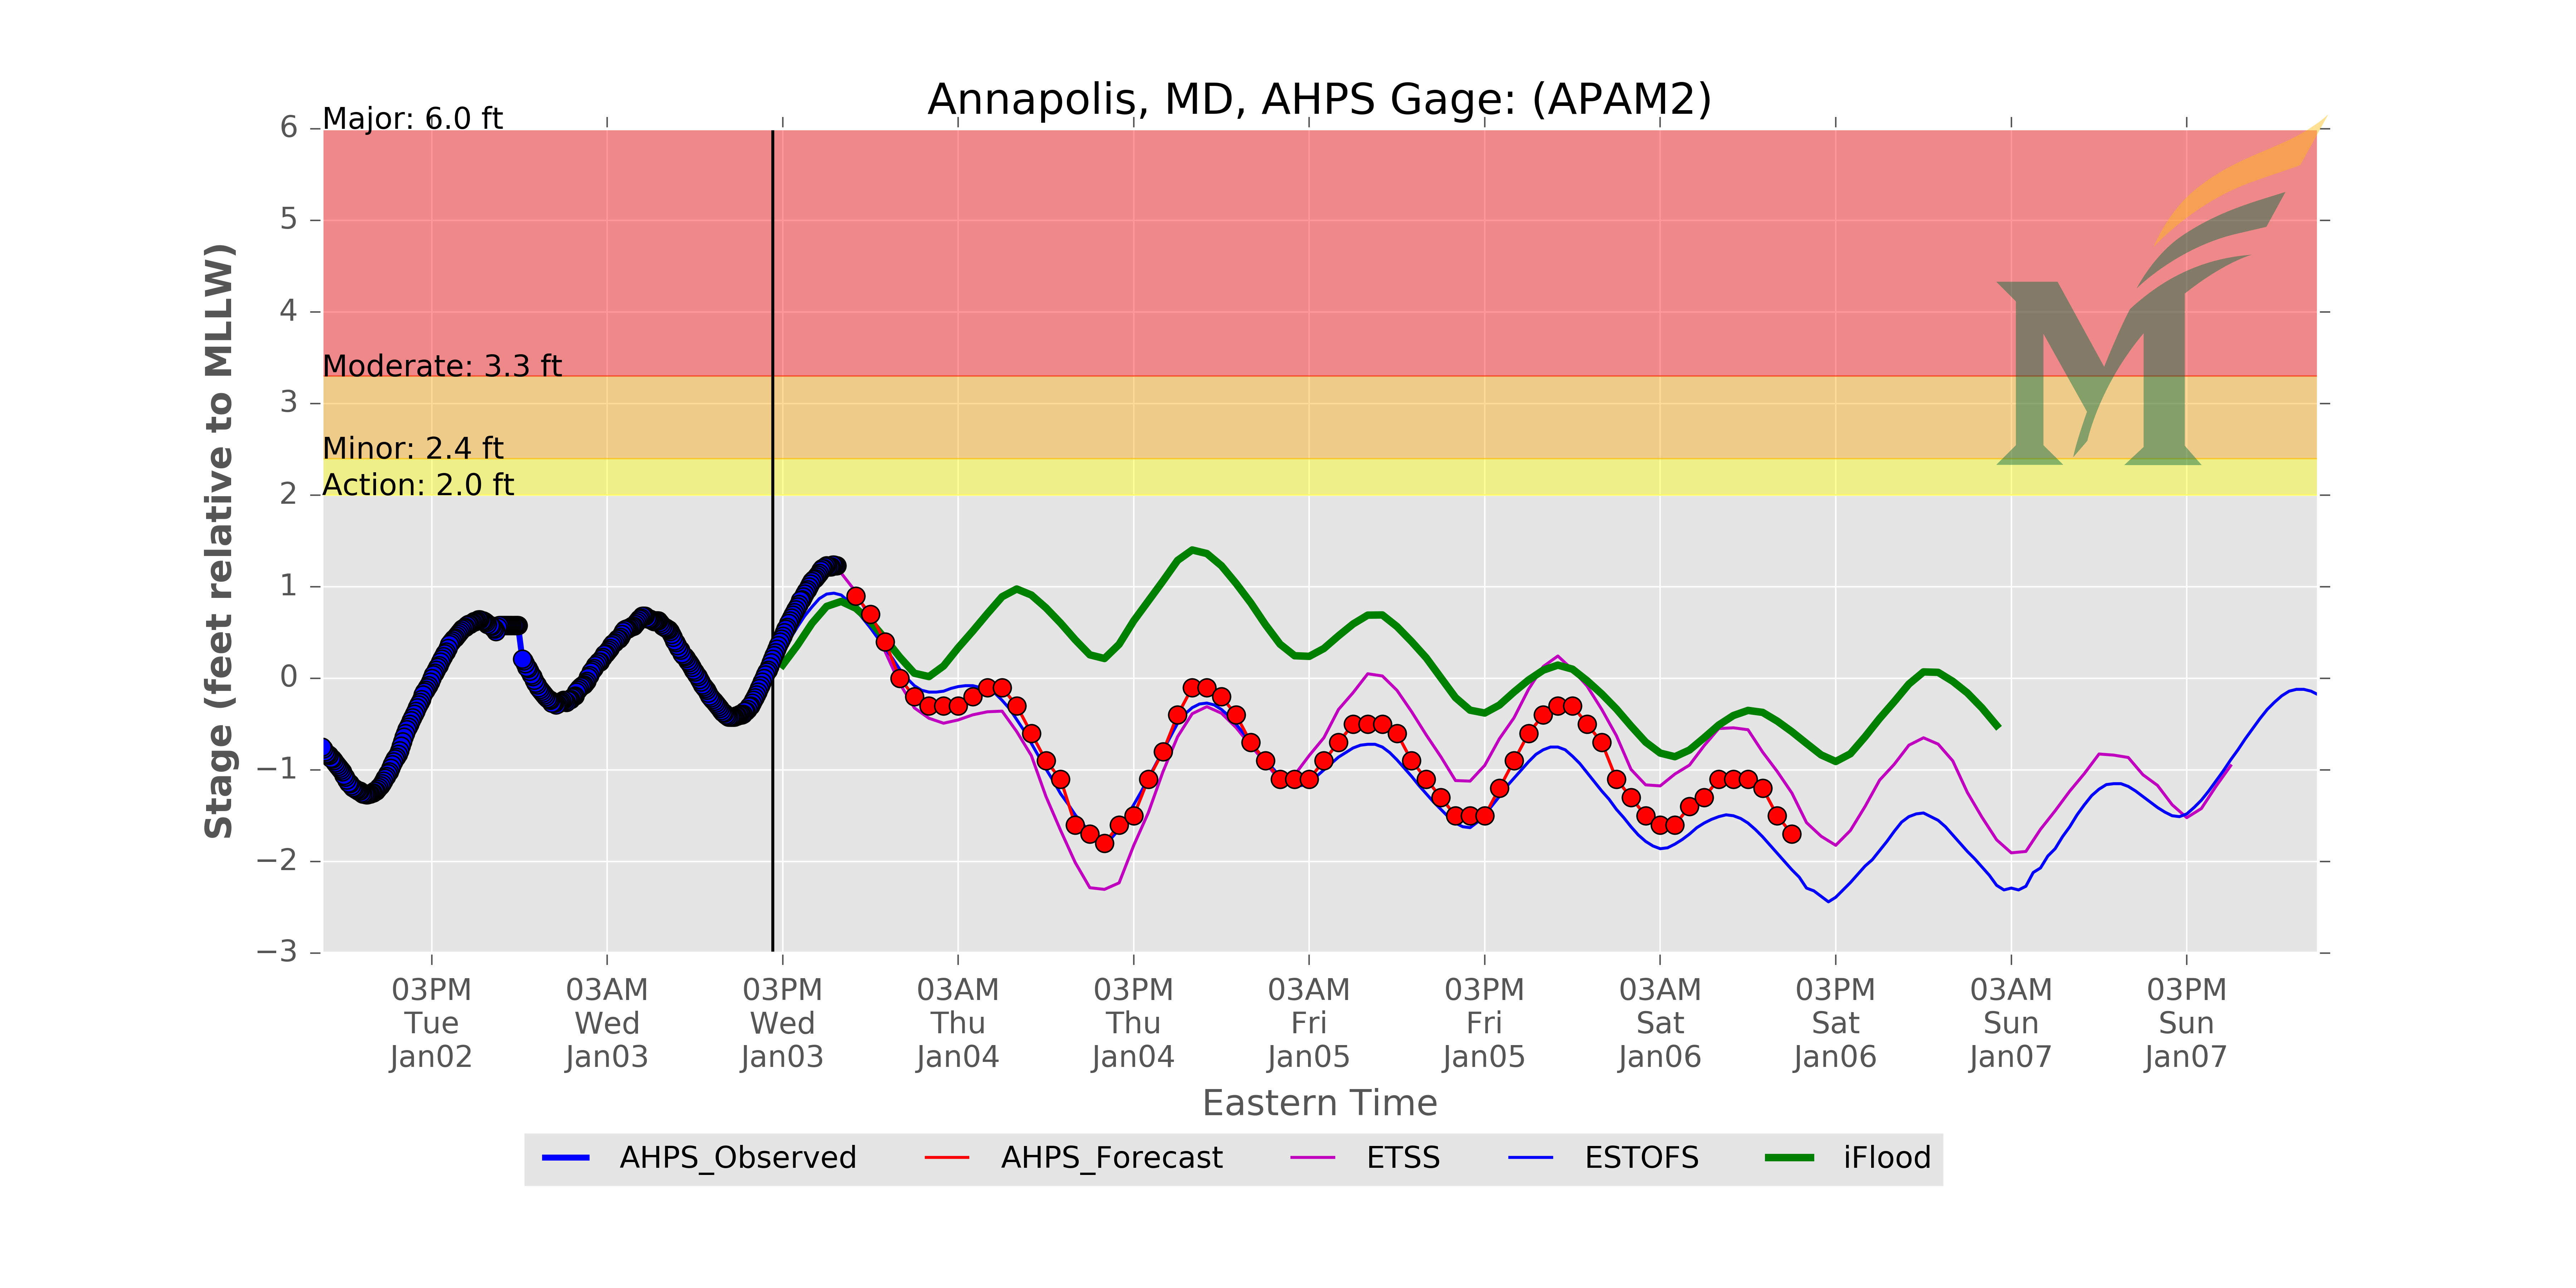 Annapolis, MD, AHPS Gage: (APAM2)
Major: 6.0 ft
Moderate: 3.3 ft
Minor: 2.4 ft
Action: 2.0 ft
Stage (feet relative to MLLW)
6
5
4
3
2
1
0
−1
−2
−3
03PM 03AM 03PM 03AM 03PM 03AM 03PM 03AM 03PM 03AM 03PM
Tue Wed Wed Thu Thu Fri Fri Sat Sat Sun Sun
Jan02 Jan03 Jan03 Jan04 Jan04 Jan05 Jan05 Jan06 Jan06 Jan07 Jan07
Eastern Time
AHPS_Observed AHPS_Forecast ETSS ESTOFS iFlood
M